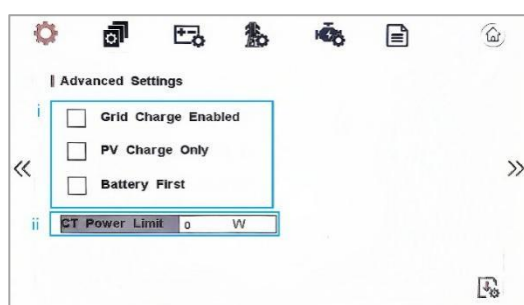 Advanced Settings
i
Grid Charge Enabled
PV Charge Only
Battery First
ii
CT Power Limit 0 W